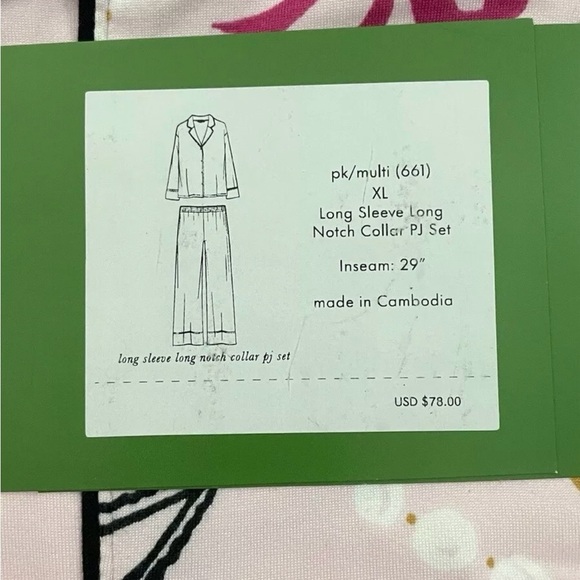 pk/multi (661)
XL
Long Sleeve Long
Notch Collar PJ Set
Inseam: 29"
made in Cambodia
long sleeve long notch collar pj set
USD $78.00